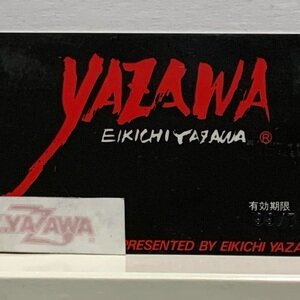 YAZAWA
EIKICHI YAZAWA ®
有効期限
YAZAWA
PRESENTED BY EIKICHI YAZA